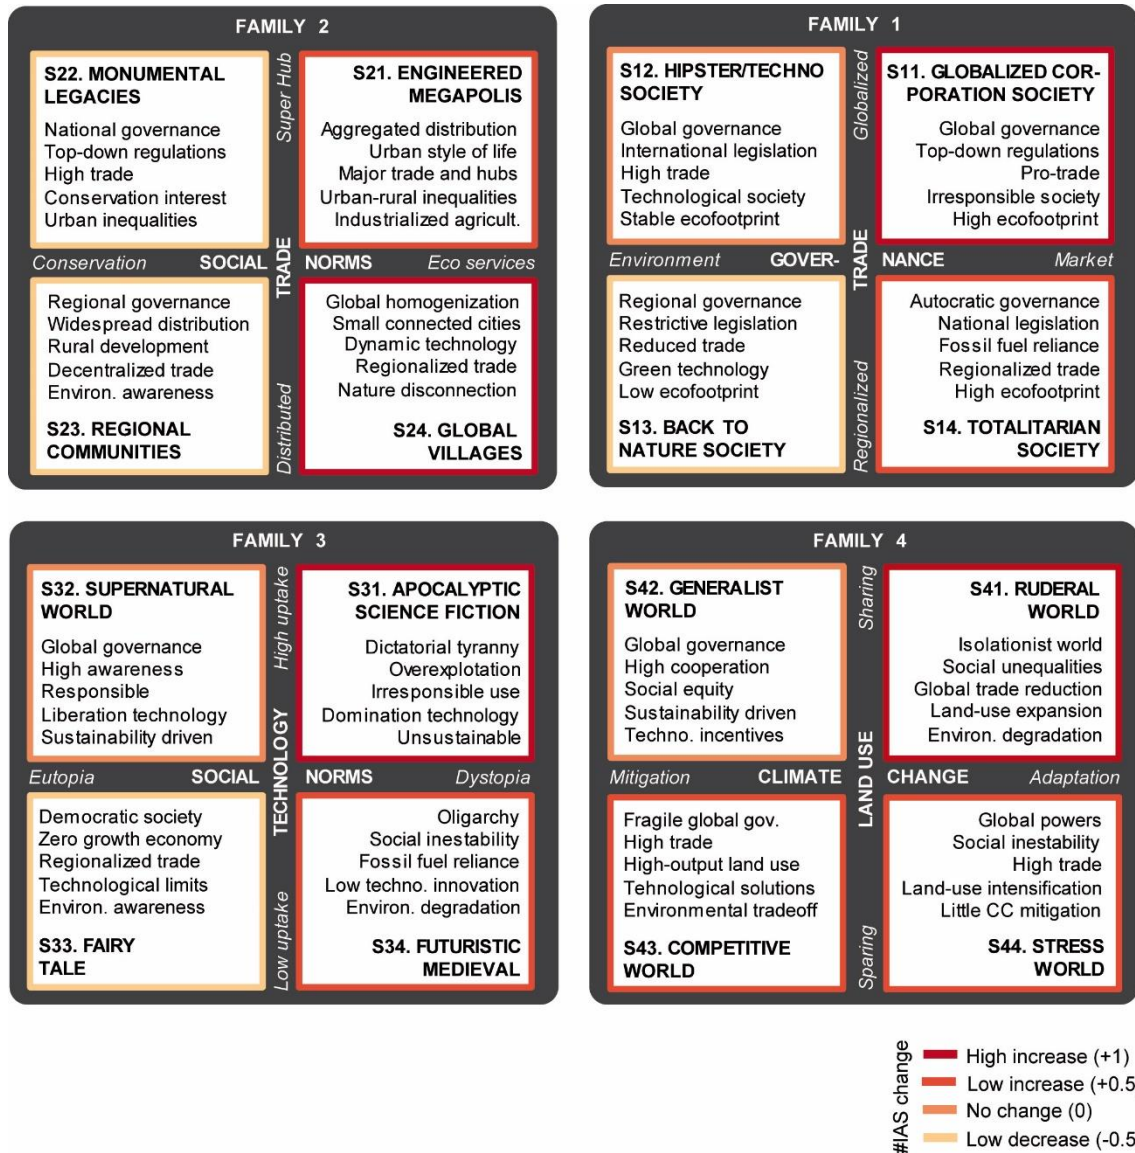 FAMILY 2
S22. MONUMENTAL
LEGACIES
National governance
Top-down regulations
High trade
Conservation interest
Urban inequalities
Super Hub
S21. ENGINEERED
MEGAPOLIS
Aggregated distribution
Urban style of life
Major trade and hubs
Urban-rural inequalities
Industrialized agricult.
Conservation
SOCIAL
TRADE
NORMS
Eco services
Regional governance
Widespread distribution
Rural development
Decentralized trade
Environ. awareness
S23. REGIONAL
COMMUNITIES
Distributed
Global homogenization
Small connected cities
Dynamic technology
Regionalized trade
Nature disconnection
S24. GLOBAL
VILLAGES
FAMILY 1
S12. HIPSTER/TECHNO
SOCIETY
Global governance
International legislation
High trade
Technological society
Stable ecofootprint
Globalized
S11. GLOBALIZED COR-
PORATION SOCIETY
Global governance
Top-down regulations
Pro-trade
Irresponsible society
High ecofootprint
Environment
GOVER-
TRADE
NANCE
Market
Regional governance
Restrictive legislation
Reduced trade
Green technology
Low ecofootprint
S13. BACK TO
NATURE SOCIETY
Regionalized
Autocratic governance
National legislation
Fossil fuel reliance
Regionalized trade
High ecofootprint
S14. TOTALITARIAN
SOCIETY
FAMILY 3
S32. SUPERNATURAL
WORLD
Global governance
High awareness
Responsible
Liberation technology
Sustainability driven
High uptake
S31. APOCALYPTIC
SCIENCE FICTION
Dictatorial tyranny
Overexplotation
Irresponsible use
Domination technology
Unsustainable
Eutopia
SOCIAL
TECHNOLOGY
NORMS
Dystopia
Democratic society
Zero growth economy
Regionalized trade
Technological limits
Environ. awareness
S33. FAIRY
TALE
Low uptake
Oligarchy
Social inestability
Fossil fuel reliance
Low techno. innovation
Environ. degradation
S34. FUTURISTIC
MEDIEVAL
FAMILY 4
S42. GENERALIST
WORLD
Global governance
High cooperation
Social equity
Sustainability driven
Techno. incentives
Sharing
S41. RUDERAL
WORLD
Isolationist world
Social unequalities
Global trade reduction
Land-use expansion
Environ. degradation
Mitigation
CLIMATE
LAND USE
CHANGE
Adaptation
Fragile global gov.
High trade
High-output land use
Tehnological solutions
Environmental tradeoff
S43. COMPETITIVE
WORLD
Sparing
Global powers
Social inestability
High trade
Land-use intensification
Little CC mitigation
S44. STRESS
WORLD
#IAS change
High increase (+1)
Low increase (+0.5
No change (0)
Low decrease (-0.5